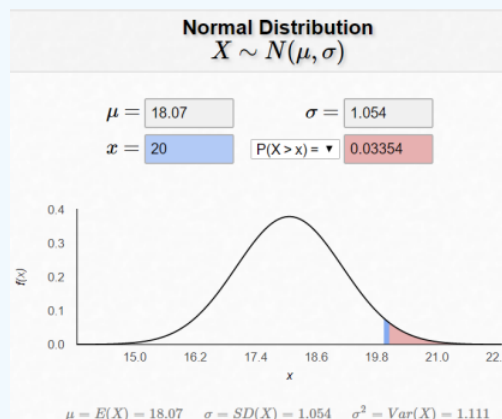 Normal Distribution
X ∼ N(μ, σ)
μ = 18.07 σ = 1.054
x = 20 P(X > x) = ▼ 0.03354
0.4
0.3
0.2
0.1
0.0
f(x)
15.0 16.2 17.4 18.6 19.8 21.0 22.
x
μ = E(X) = 18.07 σ = SD(X) = 1.054 σ² = Var(X) = 1.111